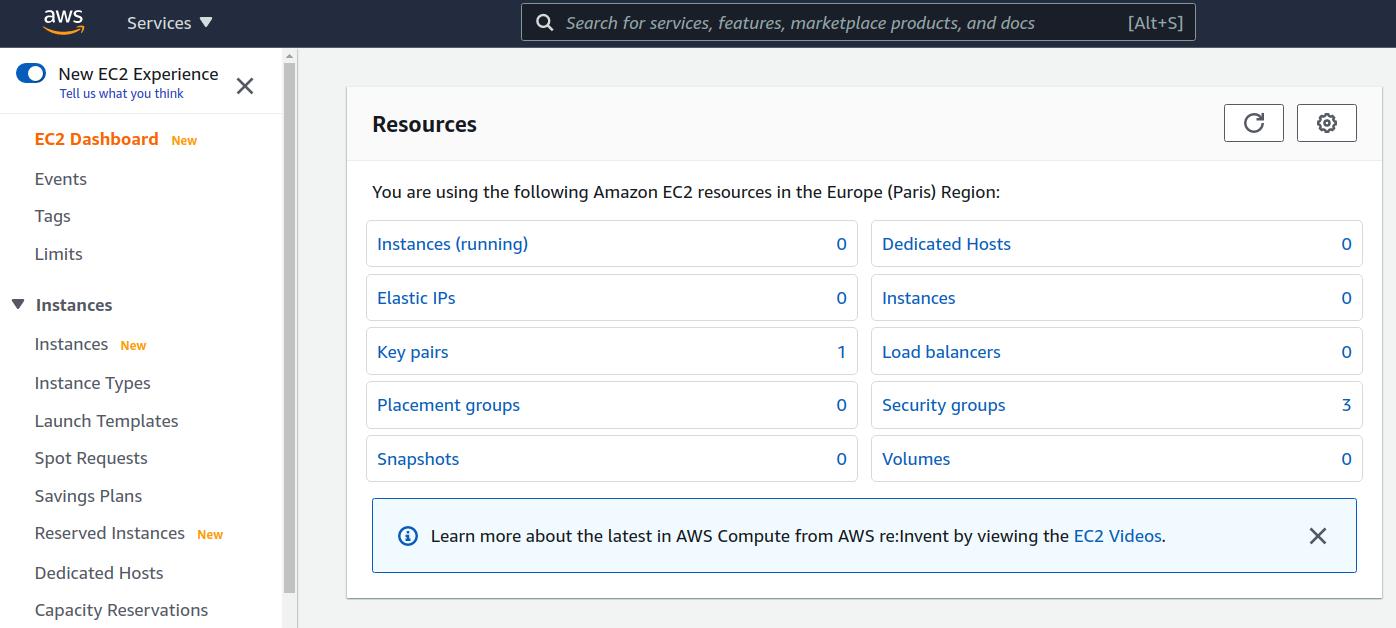 aws
Services
Search for services, features, marketplace products, and docs [Alt+S]
New EC2 Experience
Tell us what you think
EC2 Dashboard New
Events
Tags
Limits
Instances
Instances New
Instance Types
Launch Templates
Spot Requests
Savings Plans
Reserved Instances New
Dedicated Hosts
Capacity Reservations
Resources
You are using the following Amazon EC2 resources in the Europe (Paris) Region:
Instances (running) 0
Dedicated Hosts 0
Elastic IPs 0
Instances 0
Key pairs 1
Load balancers 0
Placement groups 0
Security groups 3
Snapshots 0
Volumes 0
Learn more about the latest in AWS Compute from AWS re:Invent by viewing the EC2 Videos.